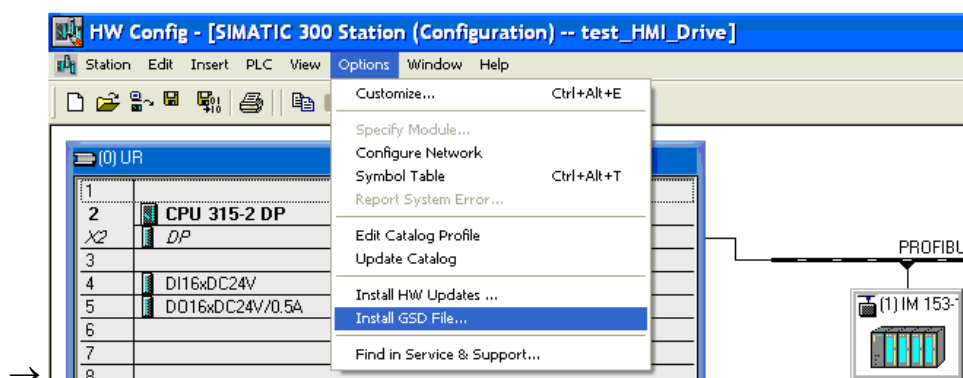 HW Config - [SIMATIC 300 Station (Configuration) -- test_HMI_Drive]
Station Edit Insert PLC View Options Window Help
Customize... Ctrl+Alt+E
Specify Module...
Configure Network
Symbol Table Ctrl+Alt+T
Report System Error...
Edit Catalog Profile
Update Catalog
Install HW Updates ...
Install GSD File...
Find in Service & Support...
(0) UR
1
2 CPU 315-2 DP
X2 DP
3
4 DI16xDC24V
5 DO16xDC24V/0.5A
6
7
8
PROFIBU
(1) IM 153-
→